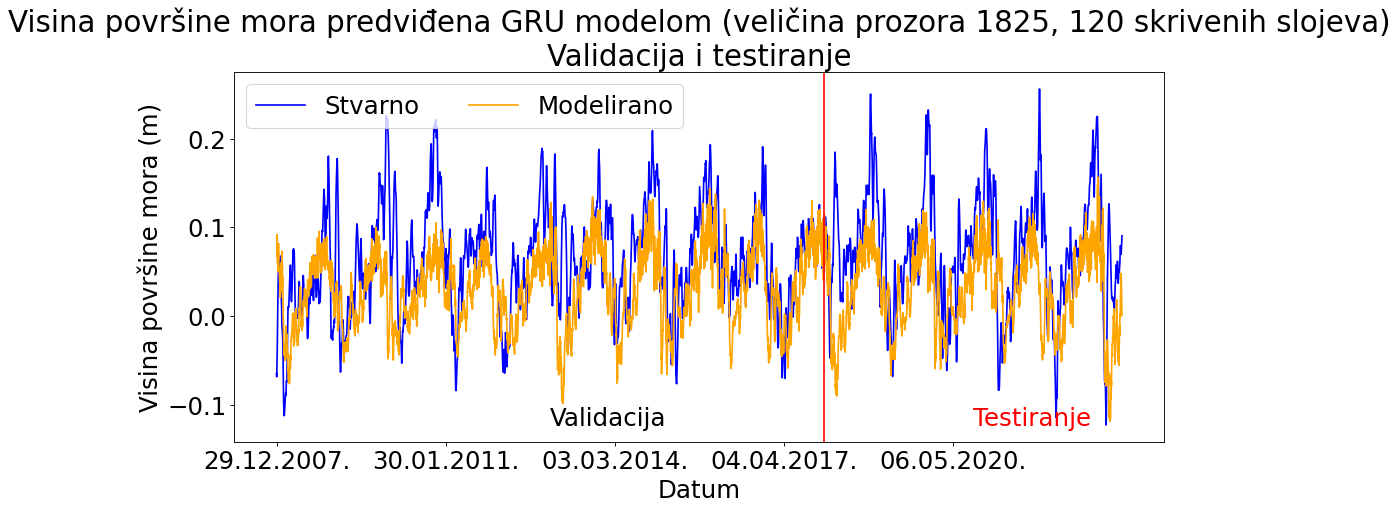 Visina površine mora predviđena GRU modelom (veličina prozora 1825, 120 skrivenih slojeva)
Validacija i testiranje
Stvarno
Modelirano
Visina površine mora (m)
0.2
0.1
0.0
−0.1
Validacija
Testiranje
29.12.2007.
30.01.2011.
03.03.2014.
04.04.2017.
06.05.2020.
Datum